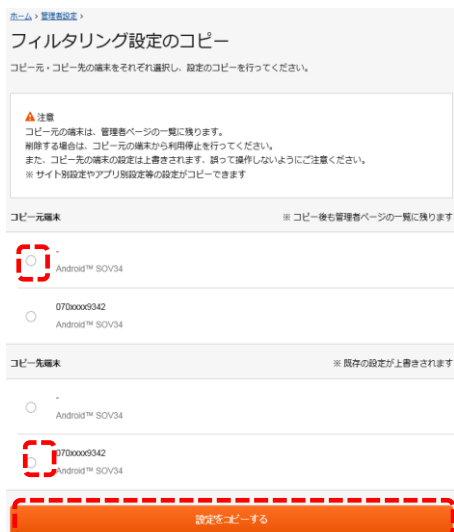 ホーム > 管理者設定 >
フィルタリング設定のコピー
コピー元・コピー先の端末をそれぞれ選択し、設定のコピーを行ってください。
注意
コピー元の端末は、管理者ページの一覧に残ります。
削除する場合は、コピー元の端末から利用停止を行ってください。
また、コピー先の端末の設定は上書きされます、誤って操作しないようにご注意ください。
※ サイト別設定やアプリ別設定等の設定がコピーできます
コピー元端末 ※ コピー後も管理者ページの一覧に残ります
-
Android™ SOV34
070xxxx9342
Android™ SOV34
コピー先端末 ※ 既存の設定が上書きされます
-
Android™ SOV34
070xxxx9342
Android™ SOV34
設定をコピーする